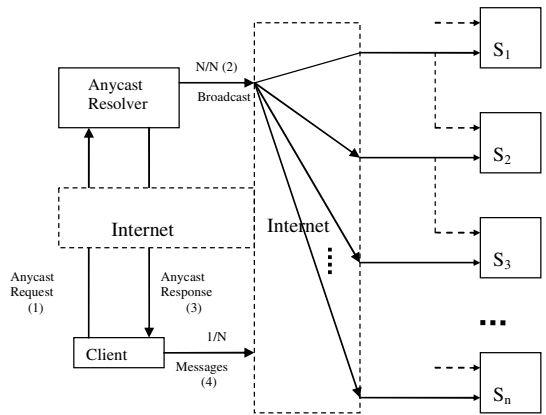 N/N (2)
Broadcast
Anycast
Resolver
S1
S2
S3
Sn
Internet
Internet
Anycast
Request
(1)
Anycast
Response
(3)
Client
1/N
Messages
(4)